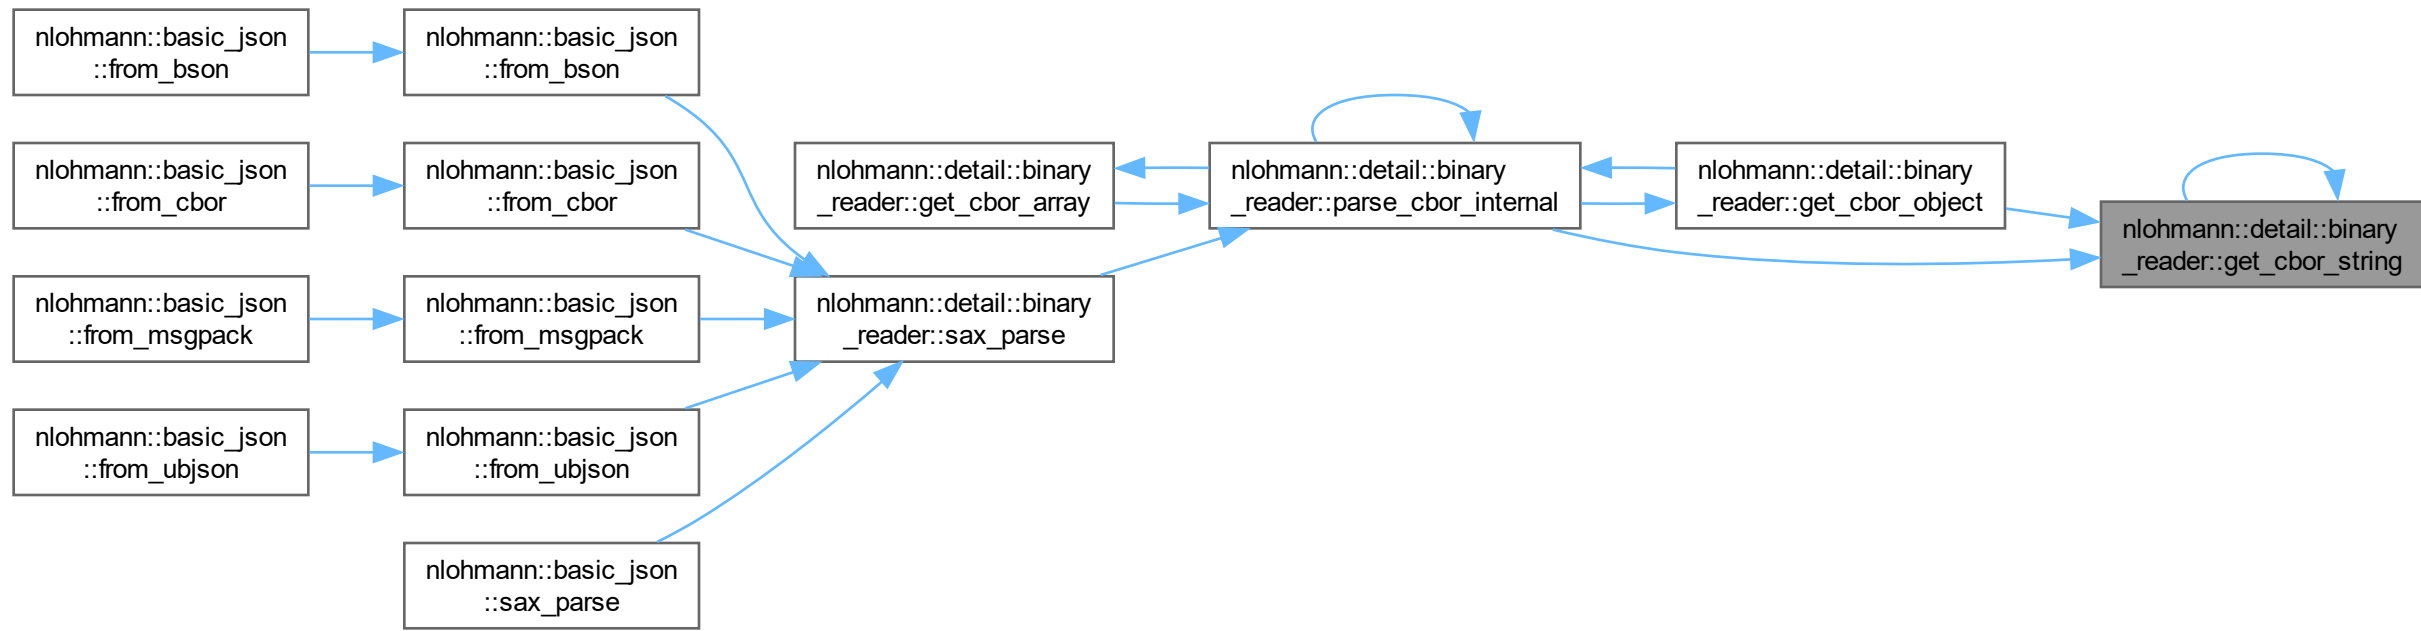 nlohmann::basic_json
::from_bson
nlohmann::basic_json
::from_bson
nlohmann::basic_json
::from_cbor
nlohmann::basic_json
::from_cbor
nlohmann::detail::binary
_reader::get_cbor_array
nlohmann::detail::binary
_reader::parse_cbor_internal
nlohmann::detail::binary
_reader::get_cbor_object
nlohmann::detail::binary
_reader::get_cbor_string
nlohmann::basic_json
::from_msgpack
nlohmann::basic_json
::from_msgpack
nlohmann::detail::binary
_reader::sax_parse
nlohmann::basic_json
::from_ubjson
nlohmann::basic_json
::from_ubjson
nlohmann::basic_json
::sax_parse